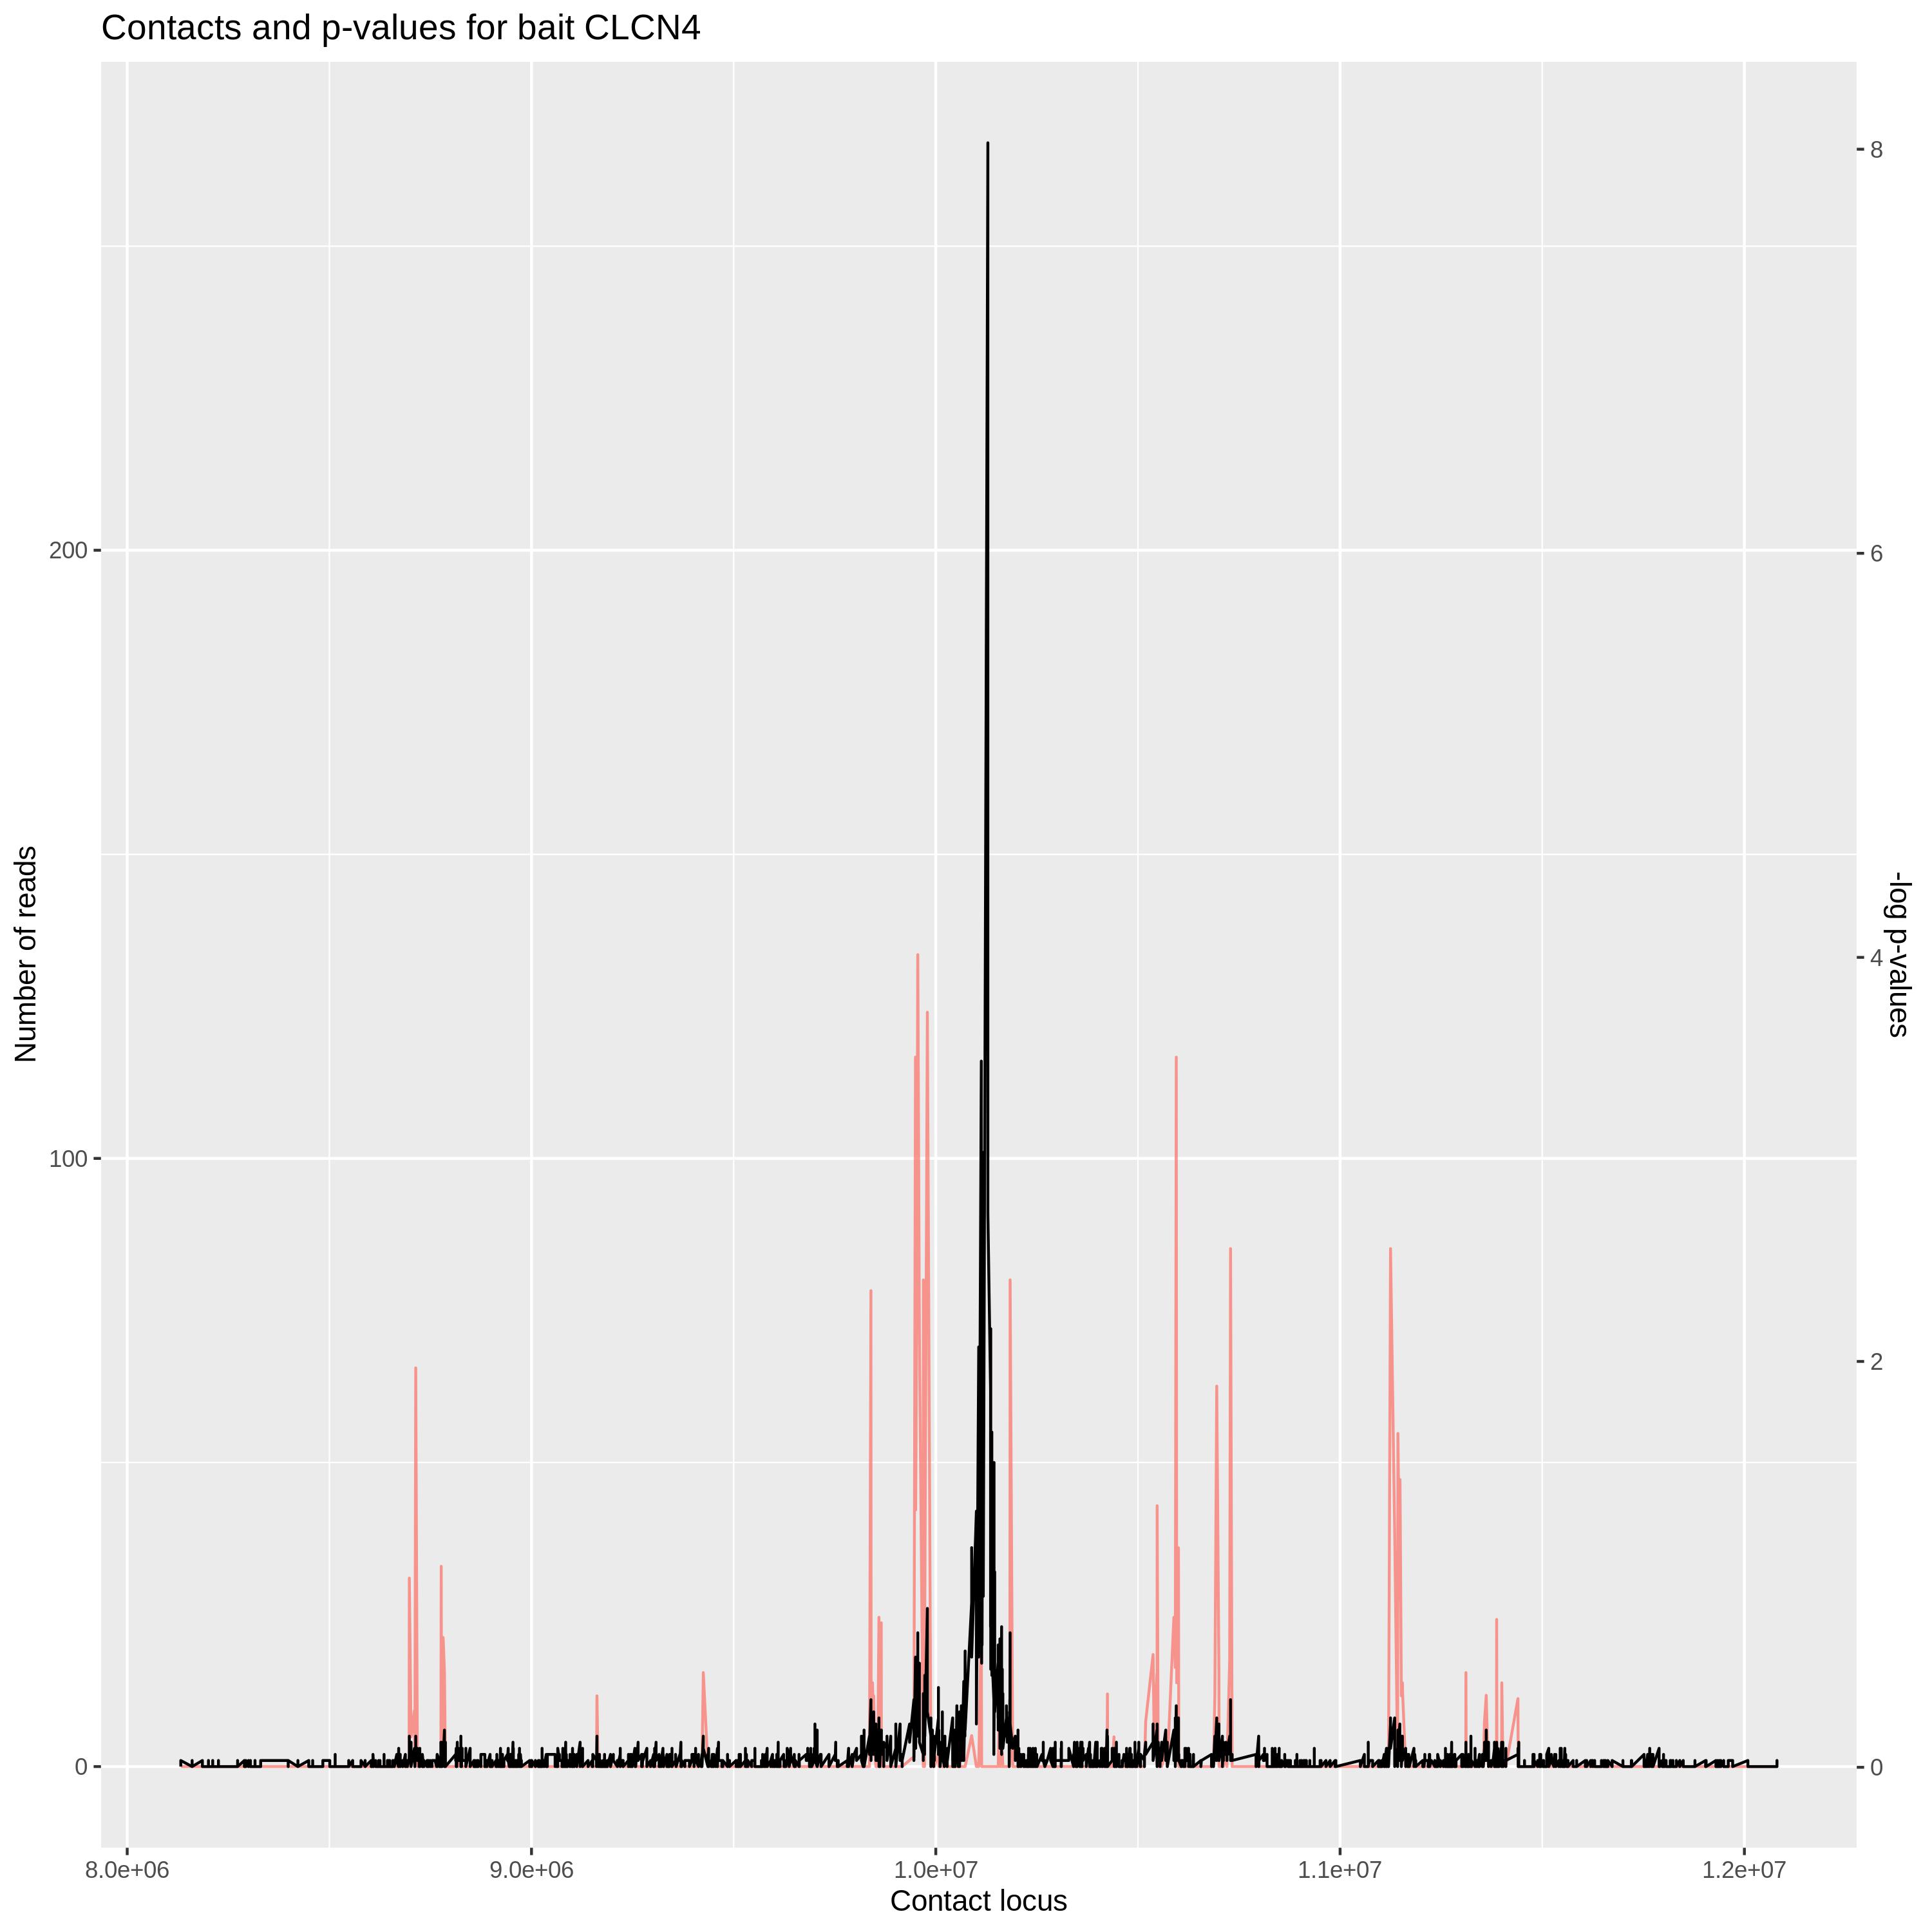 Contacts and p-values for bait CLCN4
Number of reads
200
100
0
8
6
4
2
0
-log p-values
8.0e+06
9.0e+06
1.0e+07
1.1e+07
1.2e+07
Contact locus